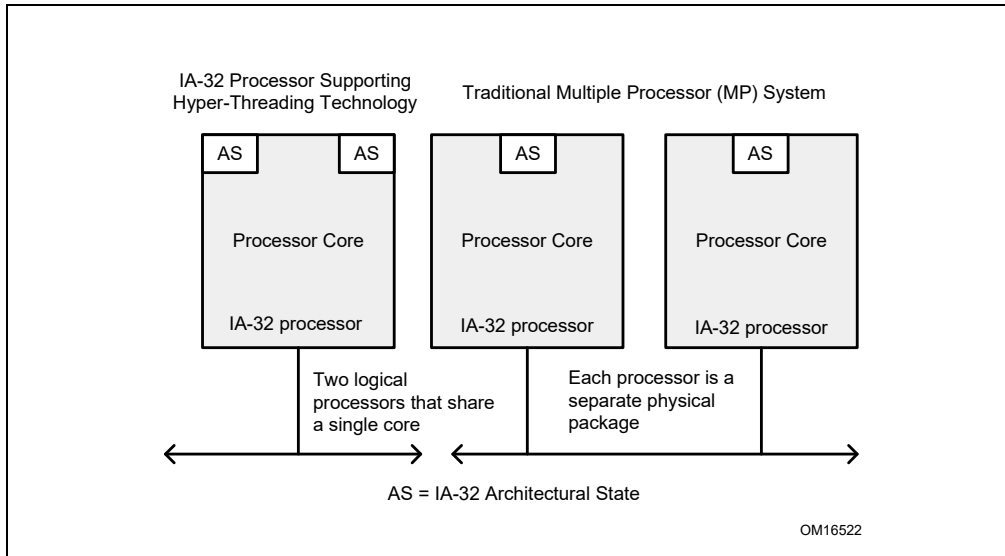 IA-32 Processor Supporting
Hyper-Threading Technology
Traditional Multiple Processor (MP) System
AS
AS
AS
AS
Processor Core
Processor Core
Processor Core
IA-32 processor
IA-32 processor
IA-32 processor
Two logical
processors that share
a single core
Each processor is a
separate physical
package
AS = IA-32 Architectural State
OM16522